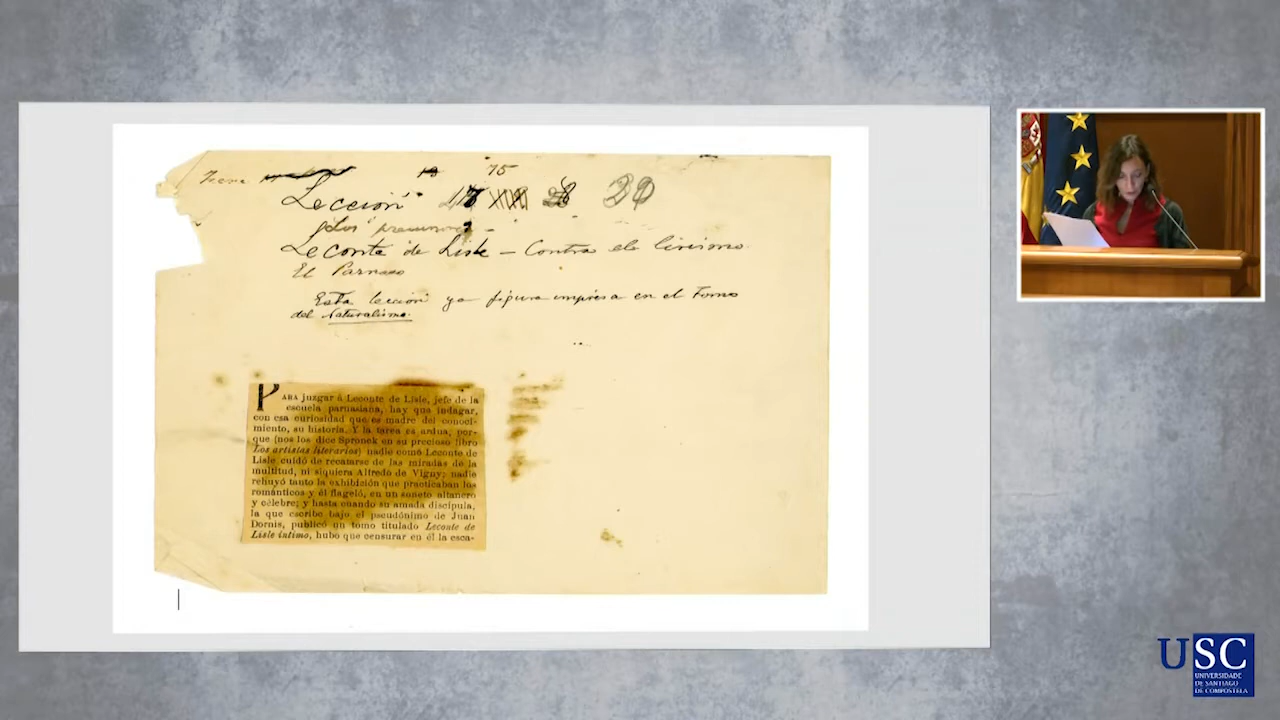 75
Lección 30
Leconte de Lisle — Contra el lirismo.
El Parnaso
Esta lección ya figura impresa en el Tomo
del Naturalismo.
PARA juzgar á Leconte de Lisle, jefe de la
escuela parnasiana, hay que indagar,
con esa curiosidad que es madre del conoci-
miento, su historia. Y la tarea es ardua, por-
que (nos los dice Spronck en su precioso libro
Los artistas literarios) nadie como Leconte de
Lisle cuidó de recatarse de las miradas de la
multitud, ni siquiera Alfredo de Vigny; nadie
rehuyó tanto la exhibición que practicaban los
románticos y él flageló, en un soneto altanero
y célebre; y hasta cuando su amada discípula,
la que escribe bajo el pseudónimo de Juan
Dornis, publicó un tomo titulado Leconte de
Lisle íntimo, hubo que censurar en él la esca-
USC
UNIVERSIDADE
DE SANTIAGO
DE COMPOSTELA